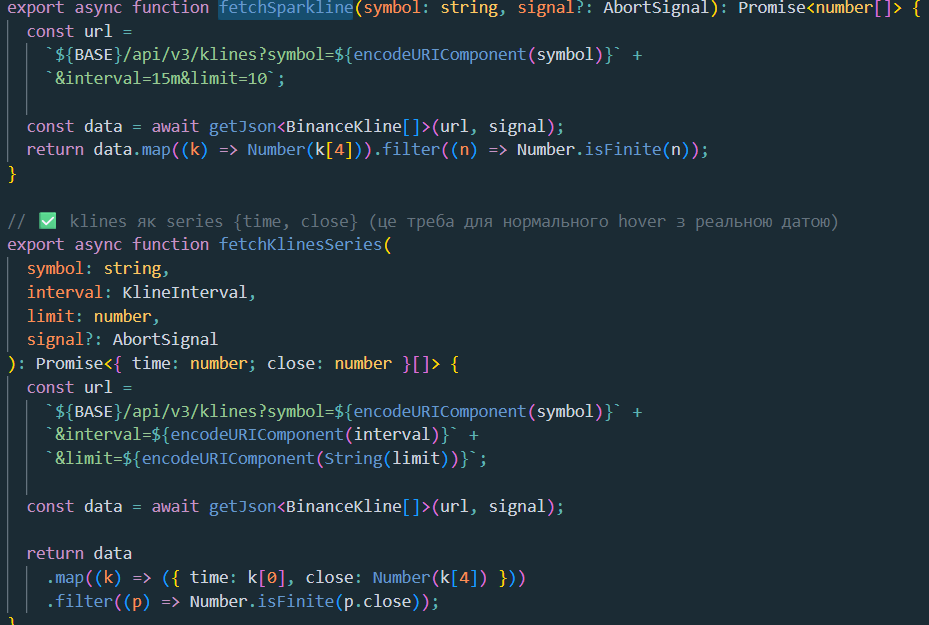 export async function fetchSparkline(symbol: string, signal?: AbortSignal): Promise<number[]> {
  const url =
    `${BASE}/api/v3/klines?symbol=${encodeURIComponent(symbol)}` +
    `&interval=15m&limit=10`;

  const data = await getJson<BinanceKline[]>(url, signal);
  return data.map((k) => Number(k[4])).filter((n) => Number.isFinite(n));
}

// ✅ klines як series {time, close} (це треба для нормального hover з реальною датою)
export async function fetchKlinesSeries(
  symbol: string,
  interval: KlineInterval,
  limit: number,
  signal?: AbortSignal
): Promise<{ time: number; close: number }[]> {
  const url =
    `${BASE}/api/v3/klines?symbol=${encodeURIComponent(symbol)}` +
    `&interval=${encodeURIComponent(interval)}` +
    `&limit=${encodeURIComponent(String(limit))}`;

  const data = await getJson<BinanceKline[]>(url, signal);

  return data
    .map((k) => ({ time: k[0], close: Number(k[4]) }))
    .filter((p) => Number.isFinite(p.close));
}